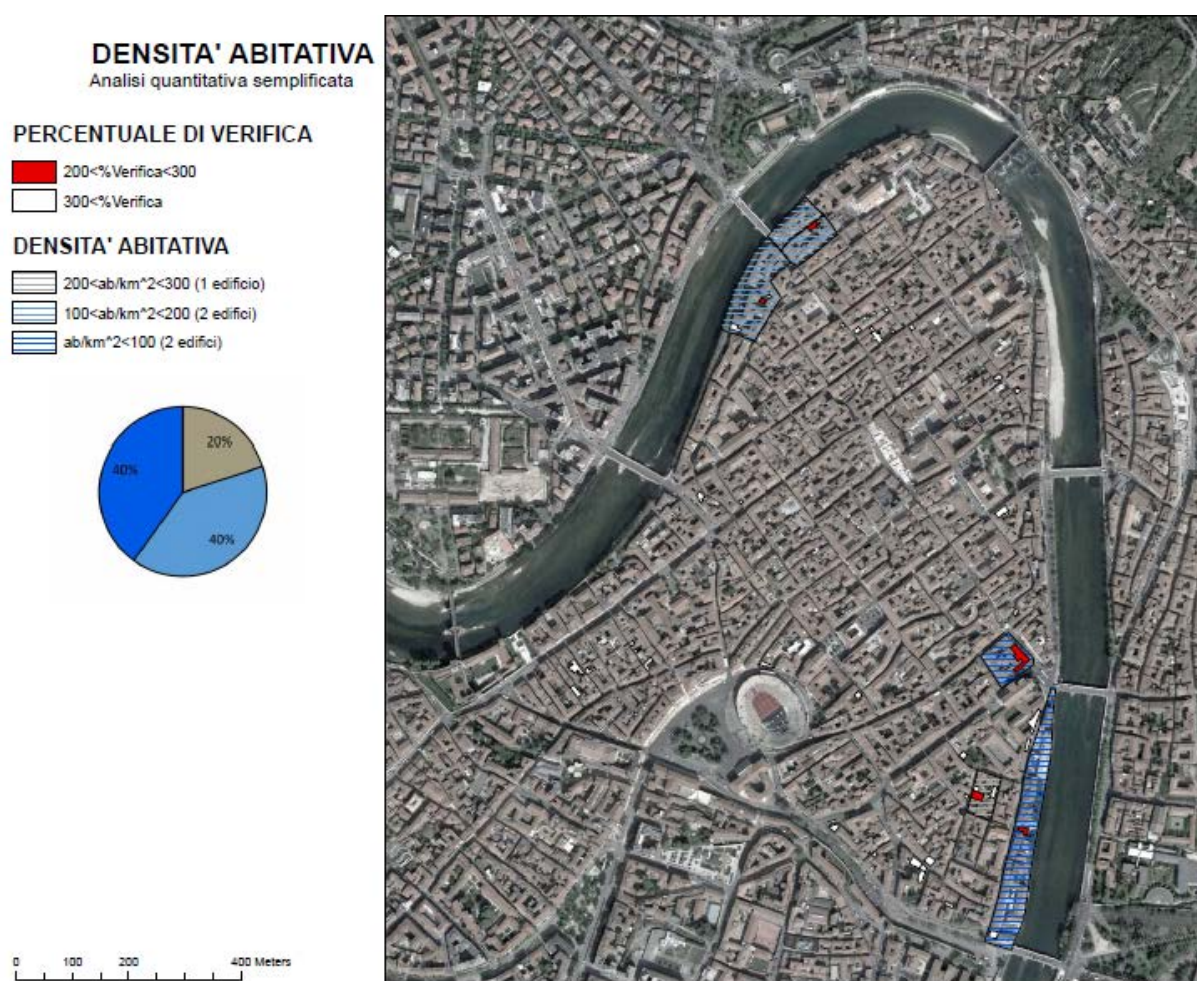 DENSITA' ABITATIVA
Analisi quantitativa semplificata
PERCENTUALE DI VERIFICA
200<%Verifica<300
300<%Verifica
DENSITA' ABITATIVA
200<ab/km^2<300 (1 edificio)
100<ab/km^2<200 (2 edifici)
ab/km^2<100 (2 edifici)
20%
40%
40%
0 100 200 400 Meters